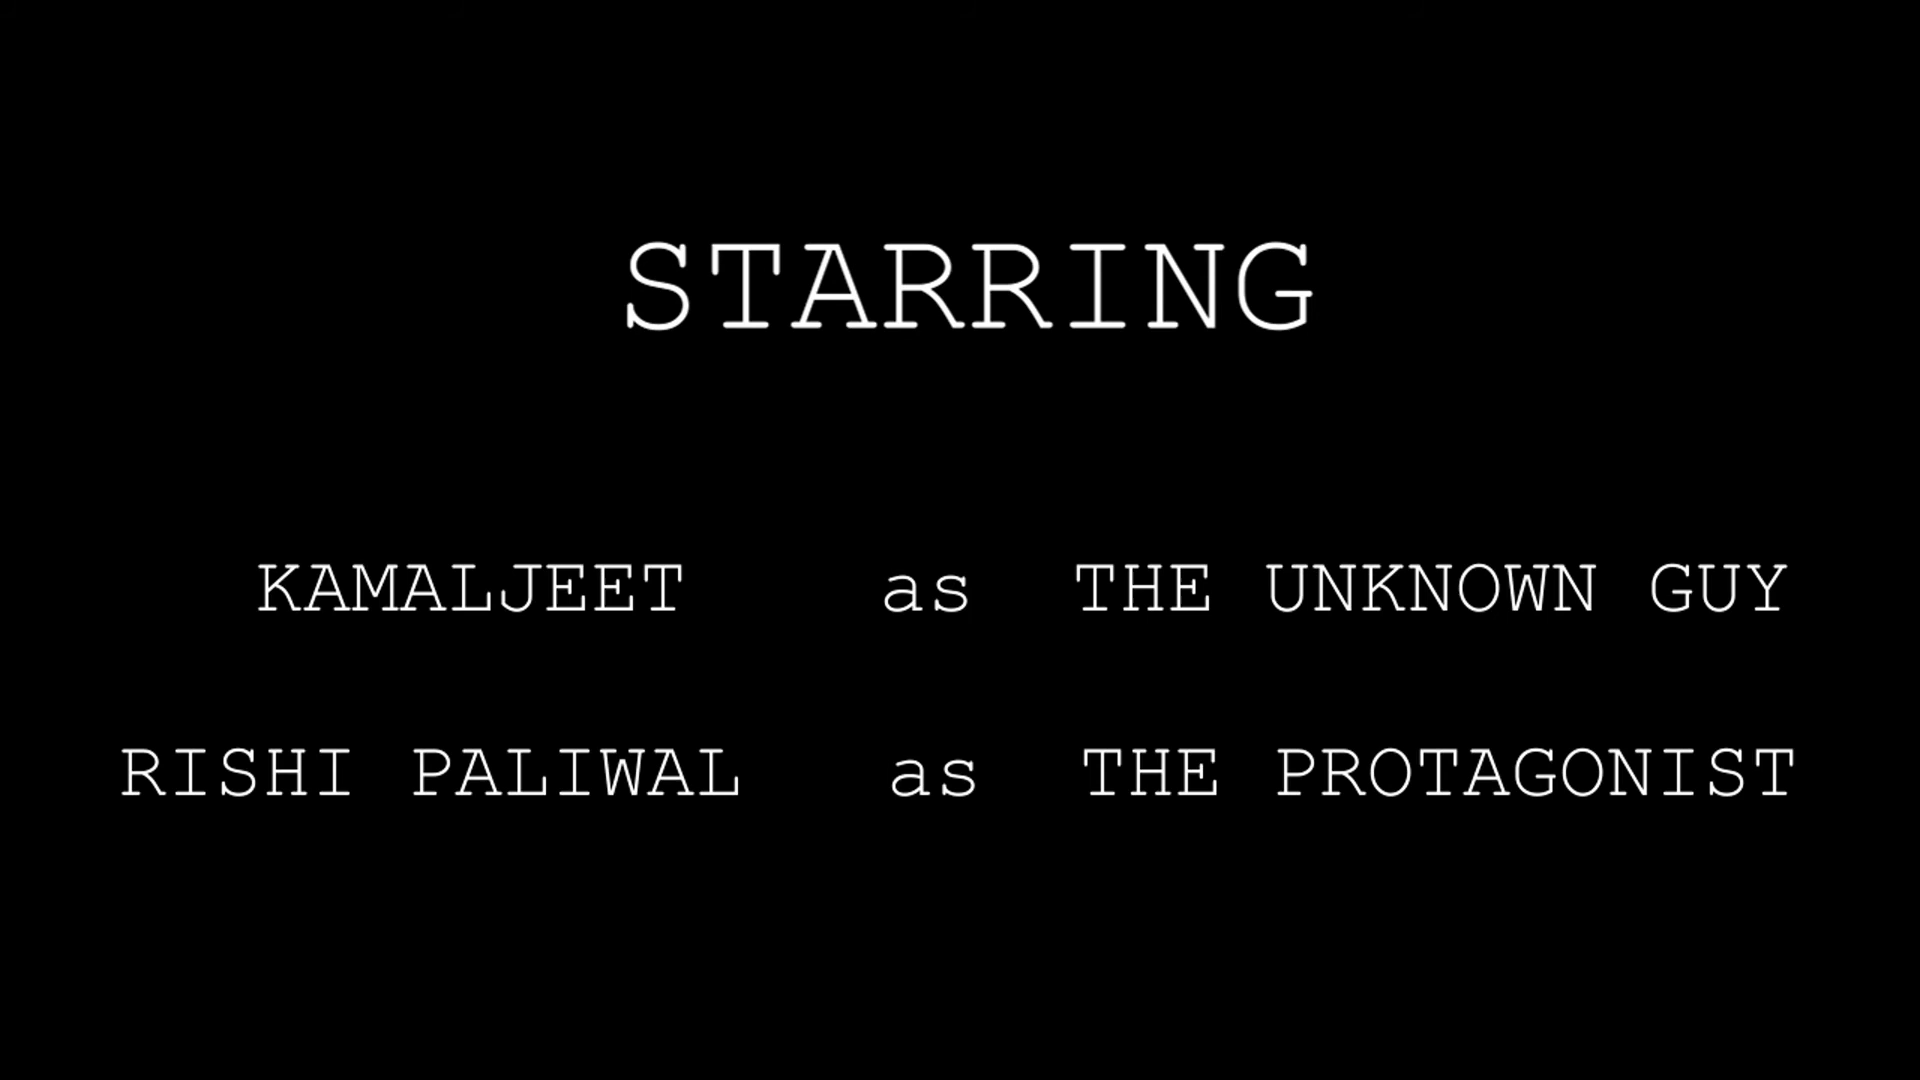 STARRING
KAMALJEET as THE UNKNOWN GUY
RISHI PALIWAL as THE PROTAGONIST